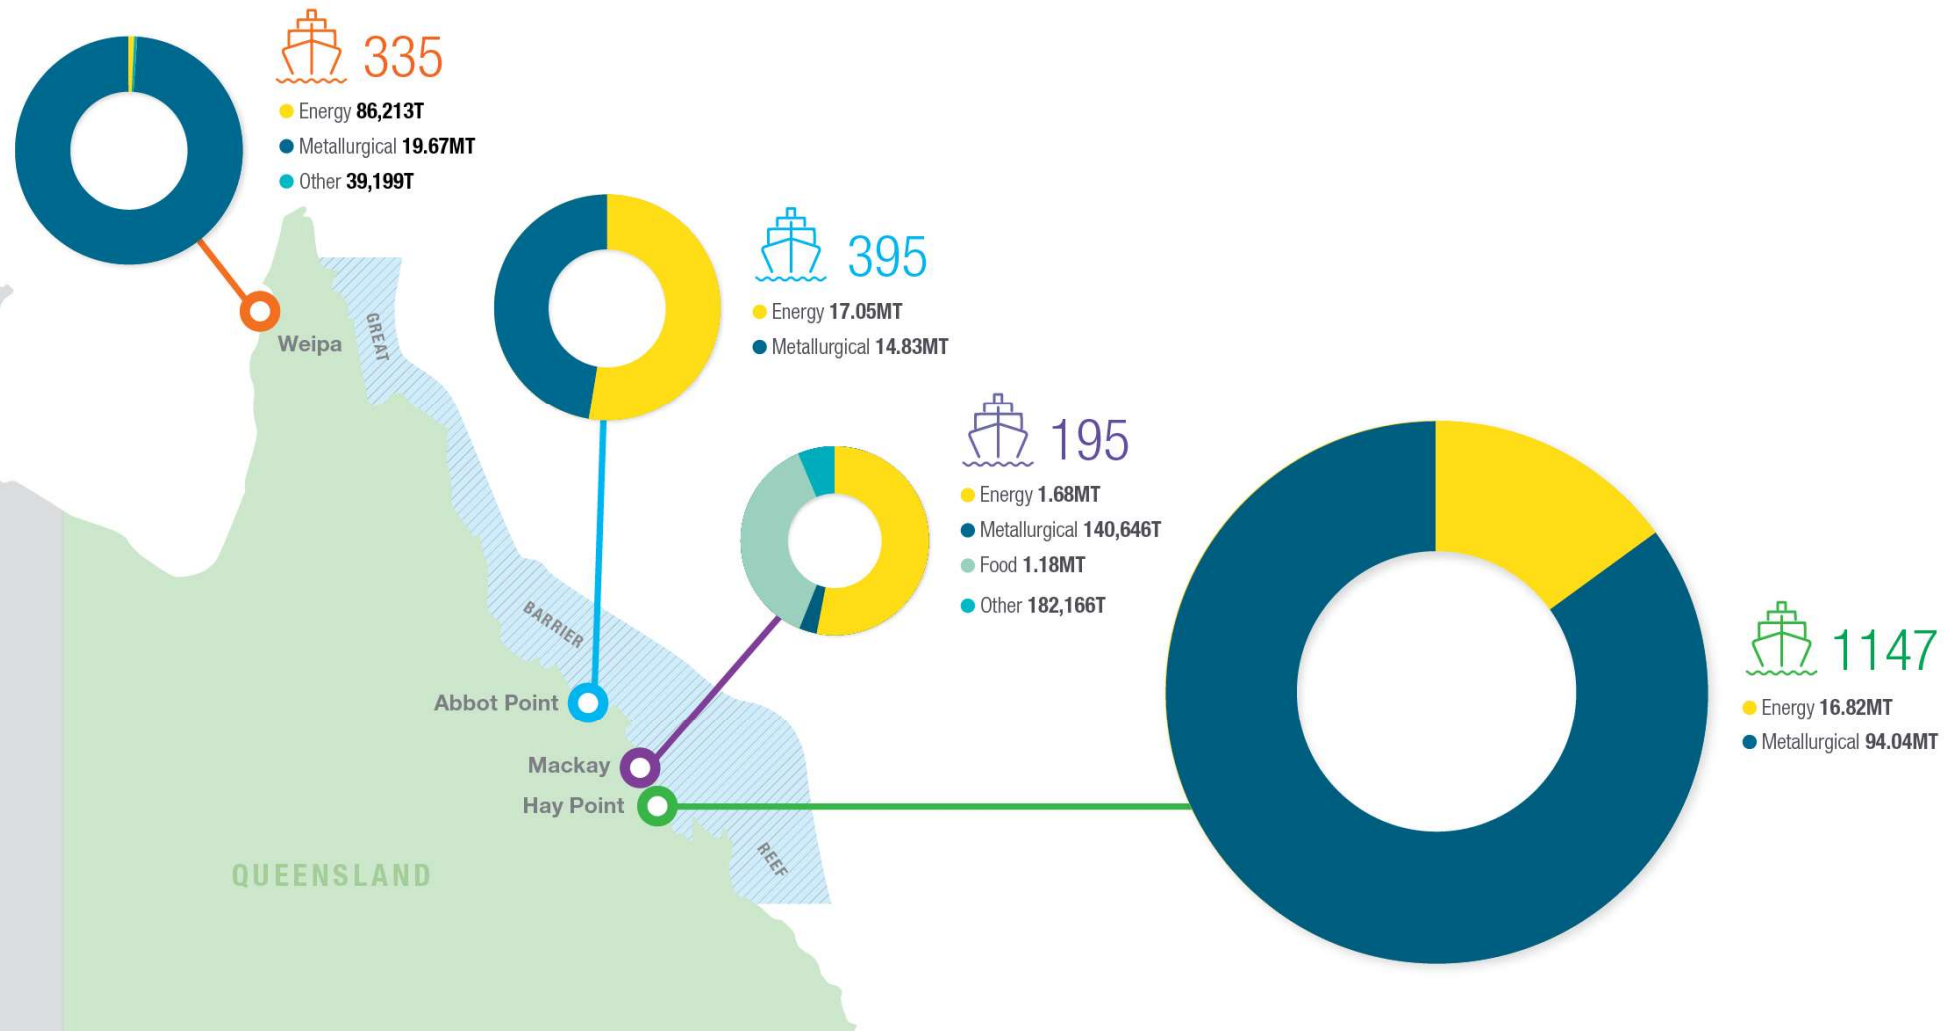 335
Energy 86,213T
Metallurgical 19.67MT
Other 39,199T
Weipa
GREAT
395
Energy 17.05MT
Metallurgical 14.83MT
195
Energy 1.68MT
Metallurgical 140,646T
Food 1.18MT
Other 182,166T
BARRIER
Abbot Point
Mackay
Hay Point
1147
Energy 16.82MT
Metallurgical 94.04MT
REEF
QUEENSLAND